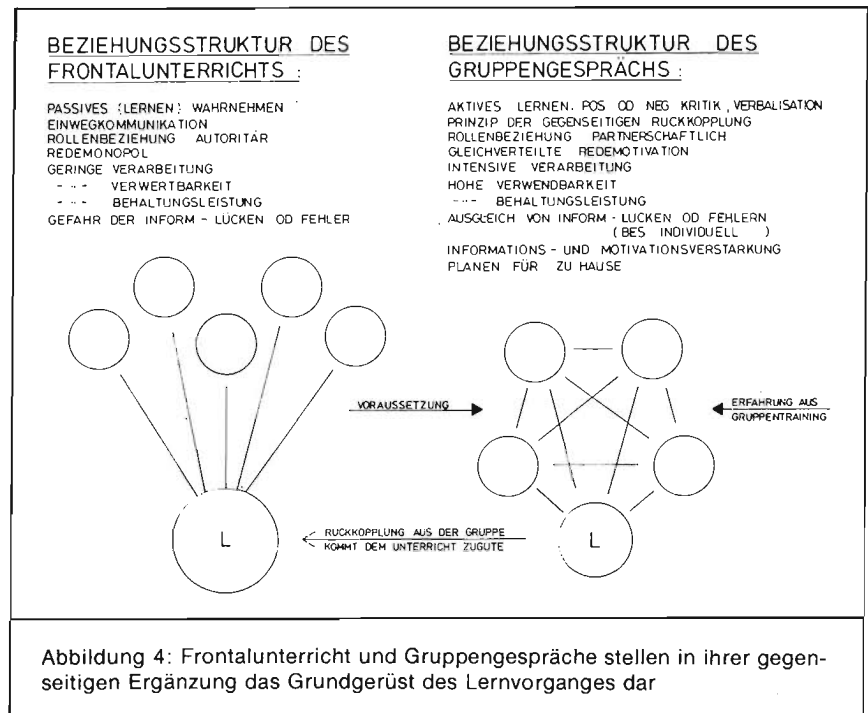 BEZIEHUNGSSTRUKTUR DES
FRONTALUNTERRICHTS :
PASSIVES (LERNEN) WAHRNEHMEN
EINWEGKOMMUNIKATION
ROLLENBEZIEHUNG AUTORITÄR
REDEMONOPOL
GERINGE VERARBEITUNG
- ·· - VERWERTBARKEIT
- ·· - BEHALTUNGSLEISTUNG
GEFAHR DER INFORM - LÜCKEN OD FEHLER
BEZIEHUNGSSTRUKTUR DES
GRUPPENGESPRÄCHS :
AKTIVES LERNEN. POS OD NEG KRITIK, VERBALISATION
PRINZIP DER GEGENSEITIGEN RÜCKKOPPLUNG
ROLLENBEZIEHUNG PARTNERSCHAFTLICH
GLEICHVERTEILTE REDEMOTIVATION
INTENSIVE VERARBEITUNG
HOHE VERWENDBARKEIT
- ·· - BEHALTUNGSLEISTUNG
AUSGLEICH VON INFORM - LUCKEN OD FEHLERN
(BES INDIVIDUELL )
INFORMATIONS - UND MOTIVATIONSVERSTARKUNG
PLANEN FÜR ZU HAUSE
VORAUSSETZUNG
ERFAHRUNG AUS
GRUPPENTRAINING
L
RUCKKOPPLUNG AUS DER GRUPPE
KOMMT DEM UNTERRICHT ZUGUTE
L
Abbildung 4: Frontalunterricht und Gruppengespräche stellen in ihrer gegen-
seitigen Ergänzung das Grundgerüst des Lernvorganges dar